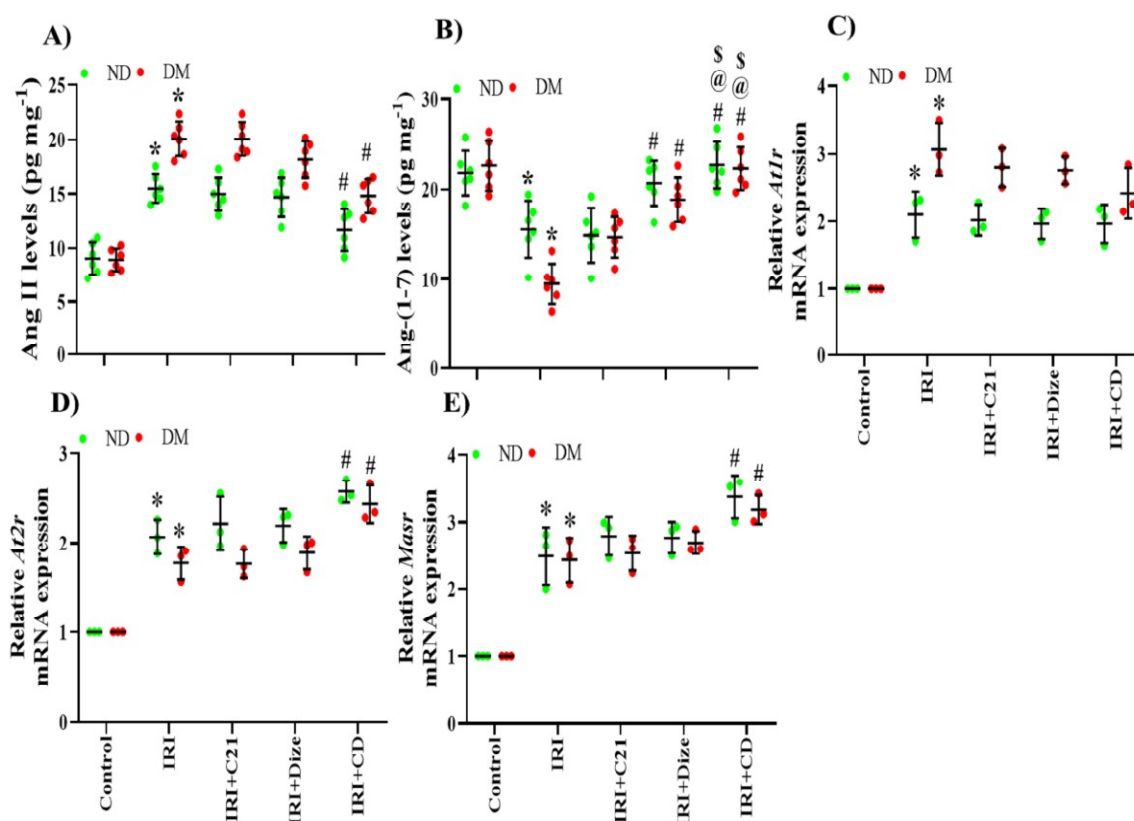 A)
ND DM
Ang II levels (pg mg⁻¹)
25
20
15
10
5
0
* *
# #
B)
ND DM
Ang-(1-7) levels (pg mg⁻¹)
30
20
10
0
* *
# #
$ $
@ @
# #
C)
ND DM
Relative At1r
mRNA expression
4
3
2
1
0
* *
Control
IRI
IRI+C21
IRI+Dize
IRI+CD
D)
ND DM
Relative At2r
mRNA expression
3
2
1
0
* *
# #
Control
IRI
IRI+C21
IRI+Dize
IRI+CD
E)
ND DM
Relative Masr
mRNA expression
4
3
2
1
0
* *
# #
Control
IRI
IRI+C21
IRI+Dize
IRI+CD